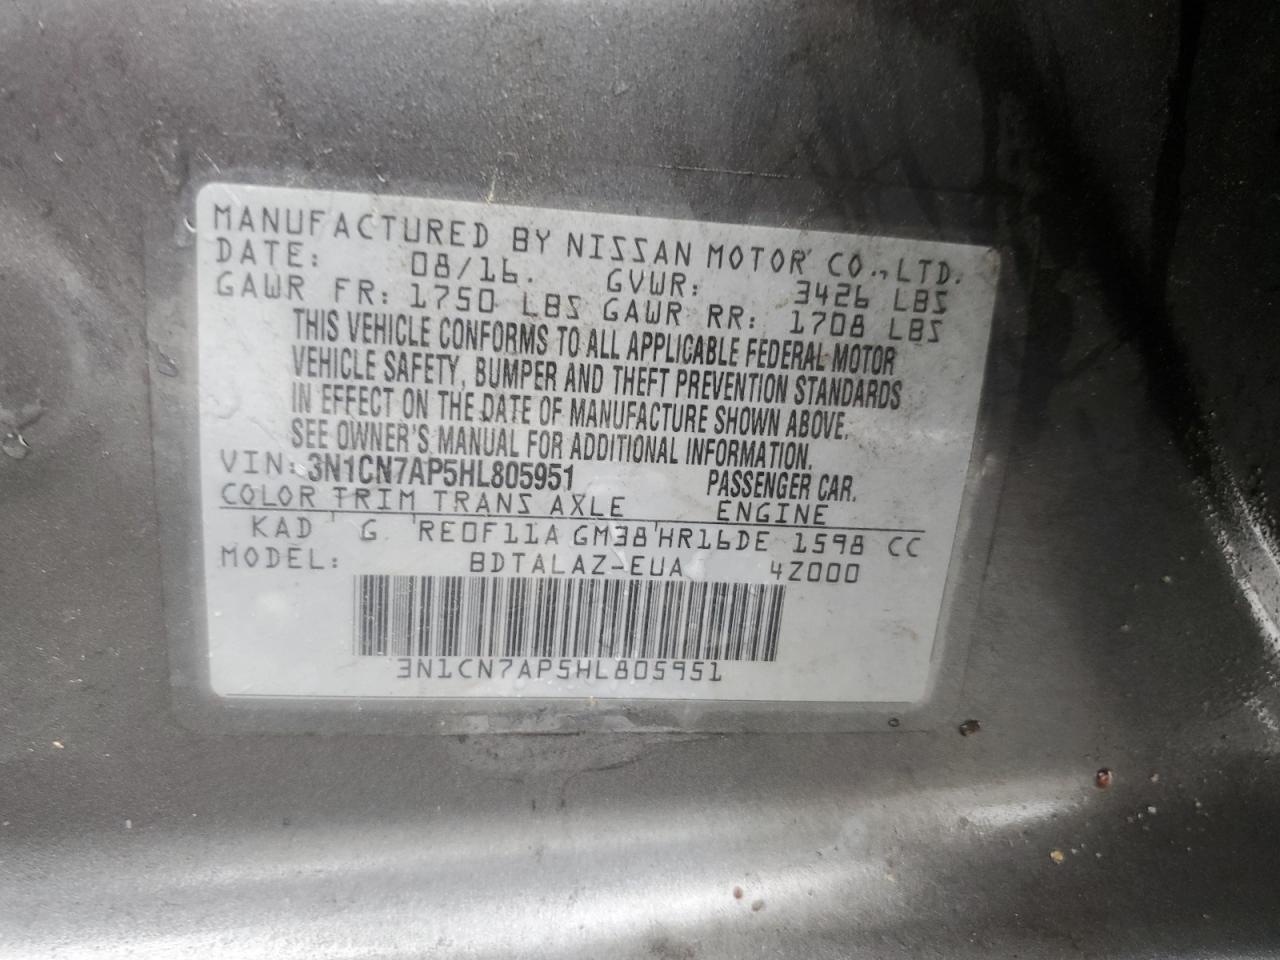 MANUFACTURED BY NISSAN MOTOR CO., LTD.
DATE: 08/16. GVWR: 3426 LBS
GAWR FR: 1750 LBS GAWR RR: 1708 LBS
THIS VEHICLE CONFORMS TO ALL APPLICABLE FEDERAL MOTOR
VEHICLE SAFETY, BUMPER AND THEFT PREVENTION STANDARDS
IN EFFECT ON THE DATE OF MANUFACTURE SHOWN ABOVE.
SEE OWNER'S MANUAL FOR ADDITIONAL INFORMATION.
VIN: 3N1CN7AP5HL805951 PASSENGER CAR.
COLOR TRIM TRANS AXLE ENGINE
KAD G RE0F11A GM38 HR16DE 1598 CC
MODEL: BDTALAZ-EUA 4Z000
3N1CN7AP5HL805951